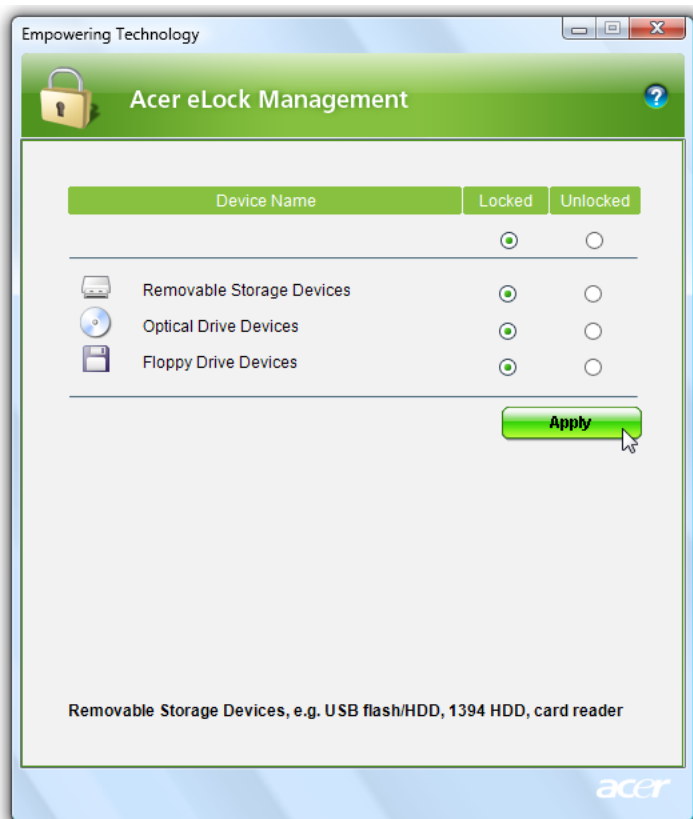 Empowering Technology
Acer eLock Management
?
Device Name Locked Unlocked
Removable Storage Devices
Optical Drive Devices
Floppy Drive Devices
Apply
Removable Storage Devices, e.g. USB flash/HDD, 1394 HDD, card reader
acer